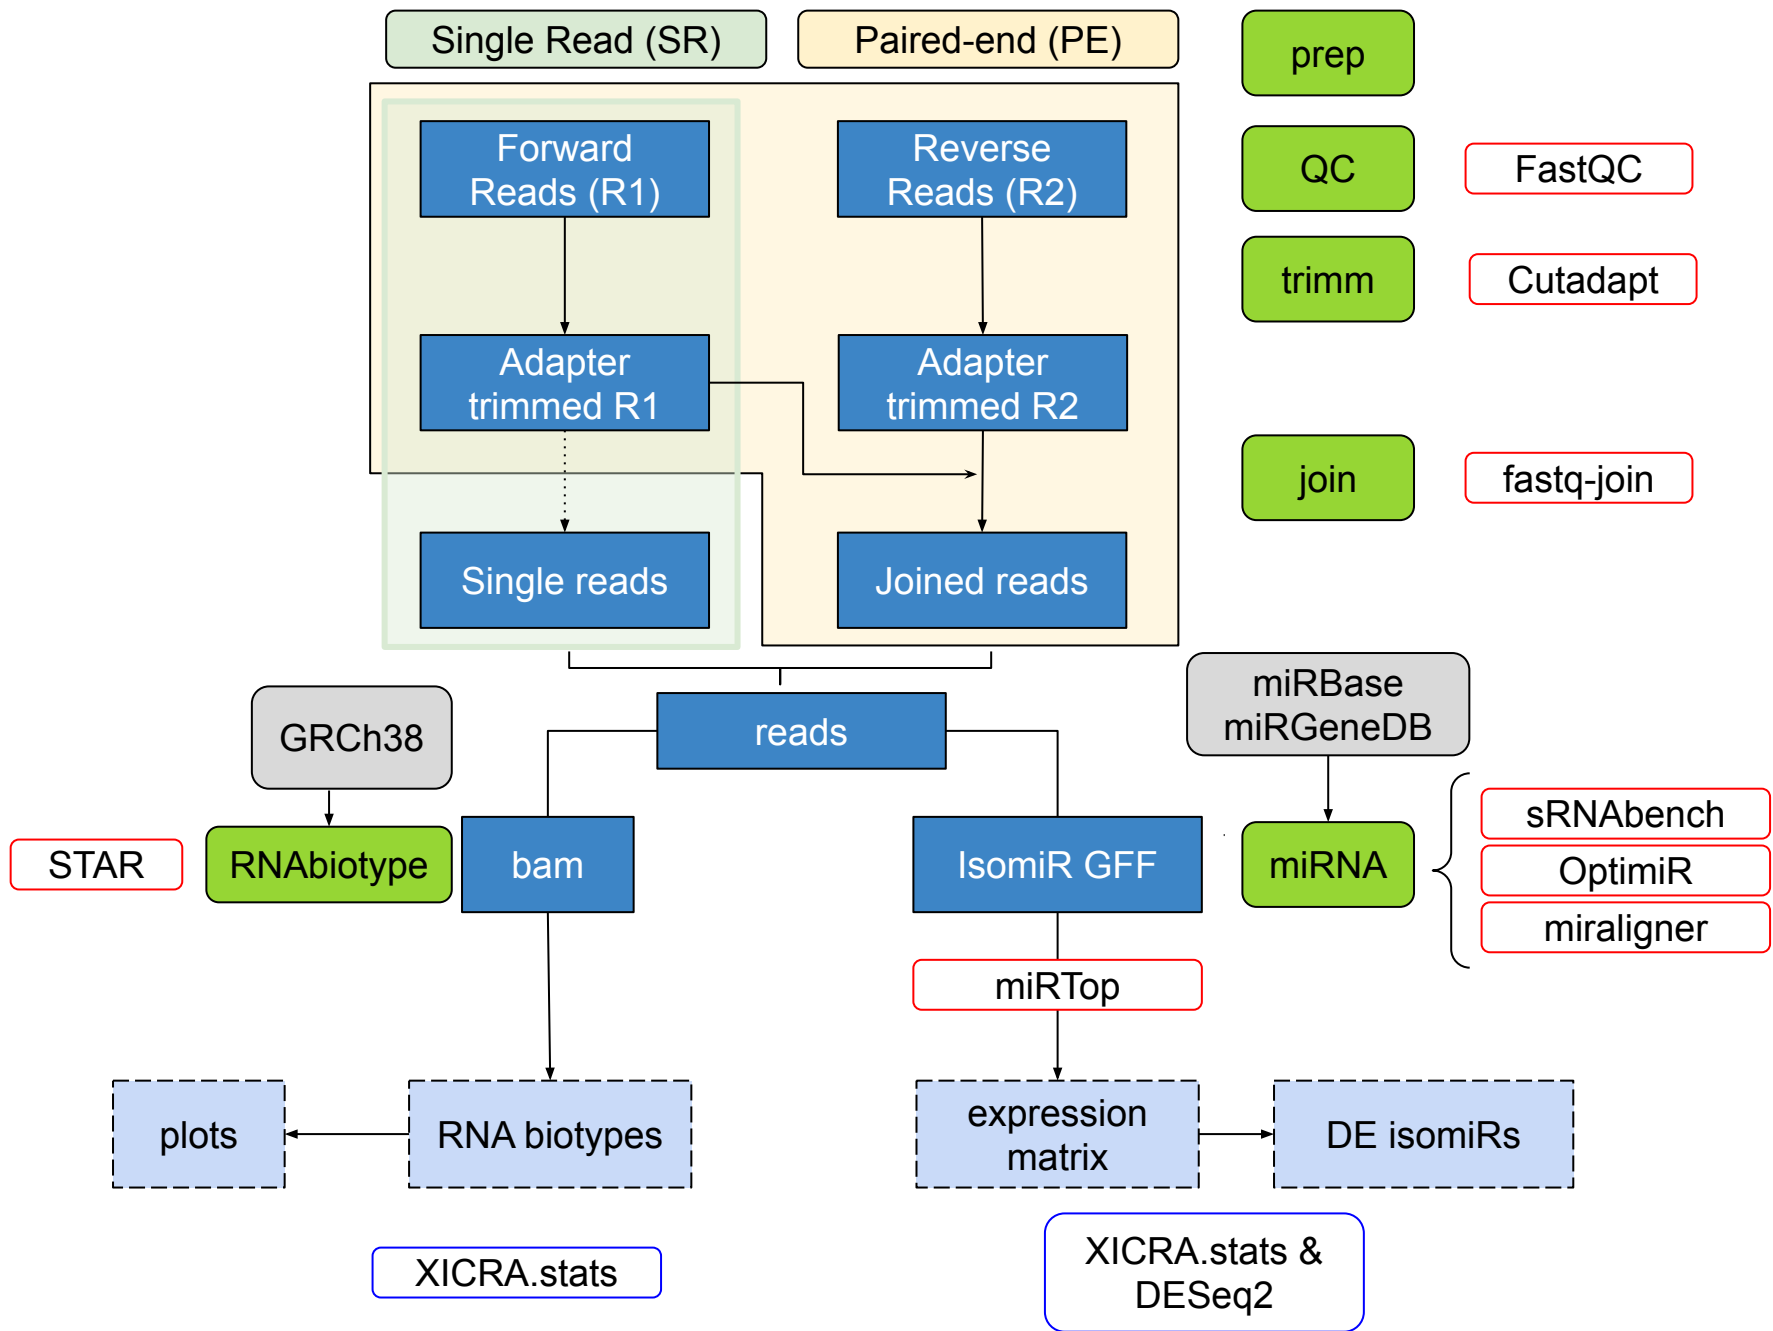 Single Read (SR)
Paired-end (PE)
prep
Forward
Reads (R1)
Reverse
Reads (R2)
QC
FastQC
trimm
Cutadapt
Adapter
trimmed R1
Adapter
trimmed R2
join
fastq-join
Single reads
Joined reads
reads
GRCh38
miRBase
miRGeneDB
STAR
RNAbiotype
bam
IsomiR GFF
miRNA
sRNAbench
OptimiR
miraligner
miRTop
plots
RNA biotypes
expression
matrix
DE isomiRs
XICRA.stats
XICRA.stats &
DESeq2